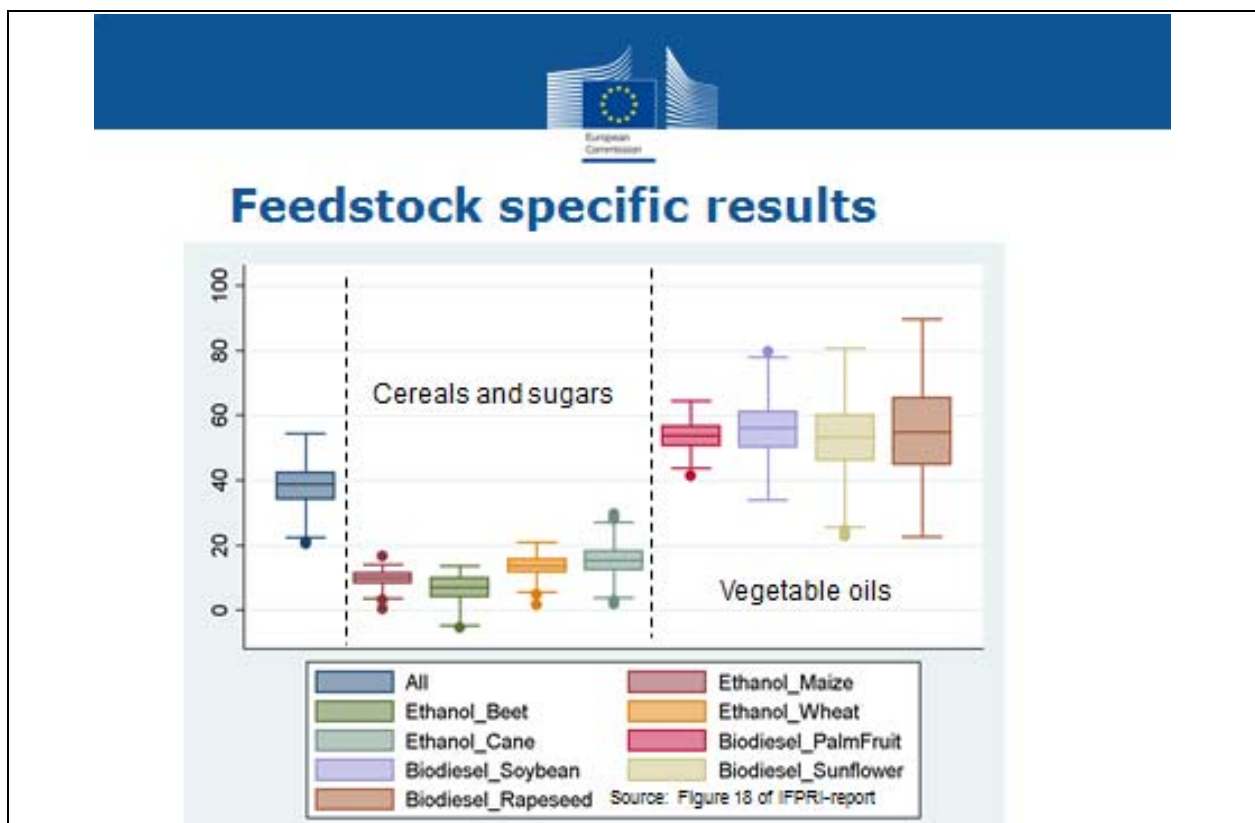 European
Commission
Feedstock specific results
100
80
60
40
20
0
Cereals and sugars
Vegetable oils
All
Ethanol_Maize
Ethanol_Beet
Ethanol_Wheat
Ethanol_Cane
Biodiesel_PalmFruit
Biodiesel_Soybean
Biodiesel_Sunflower
Biodiesel_Rapeseed
Source: Figure 18 of IFPRI-report